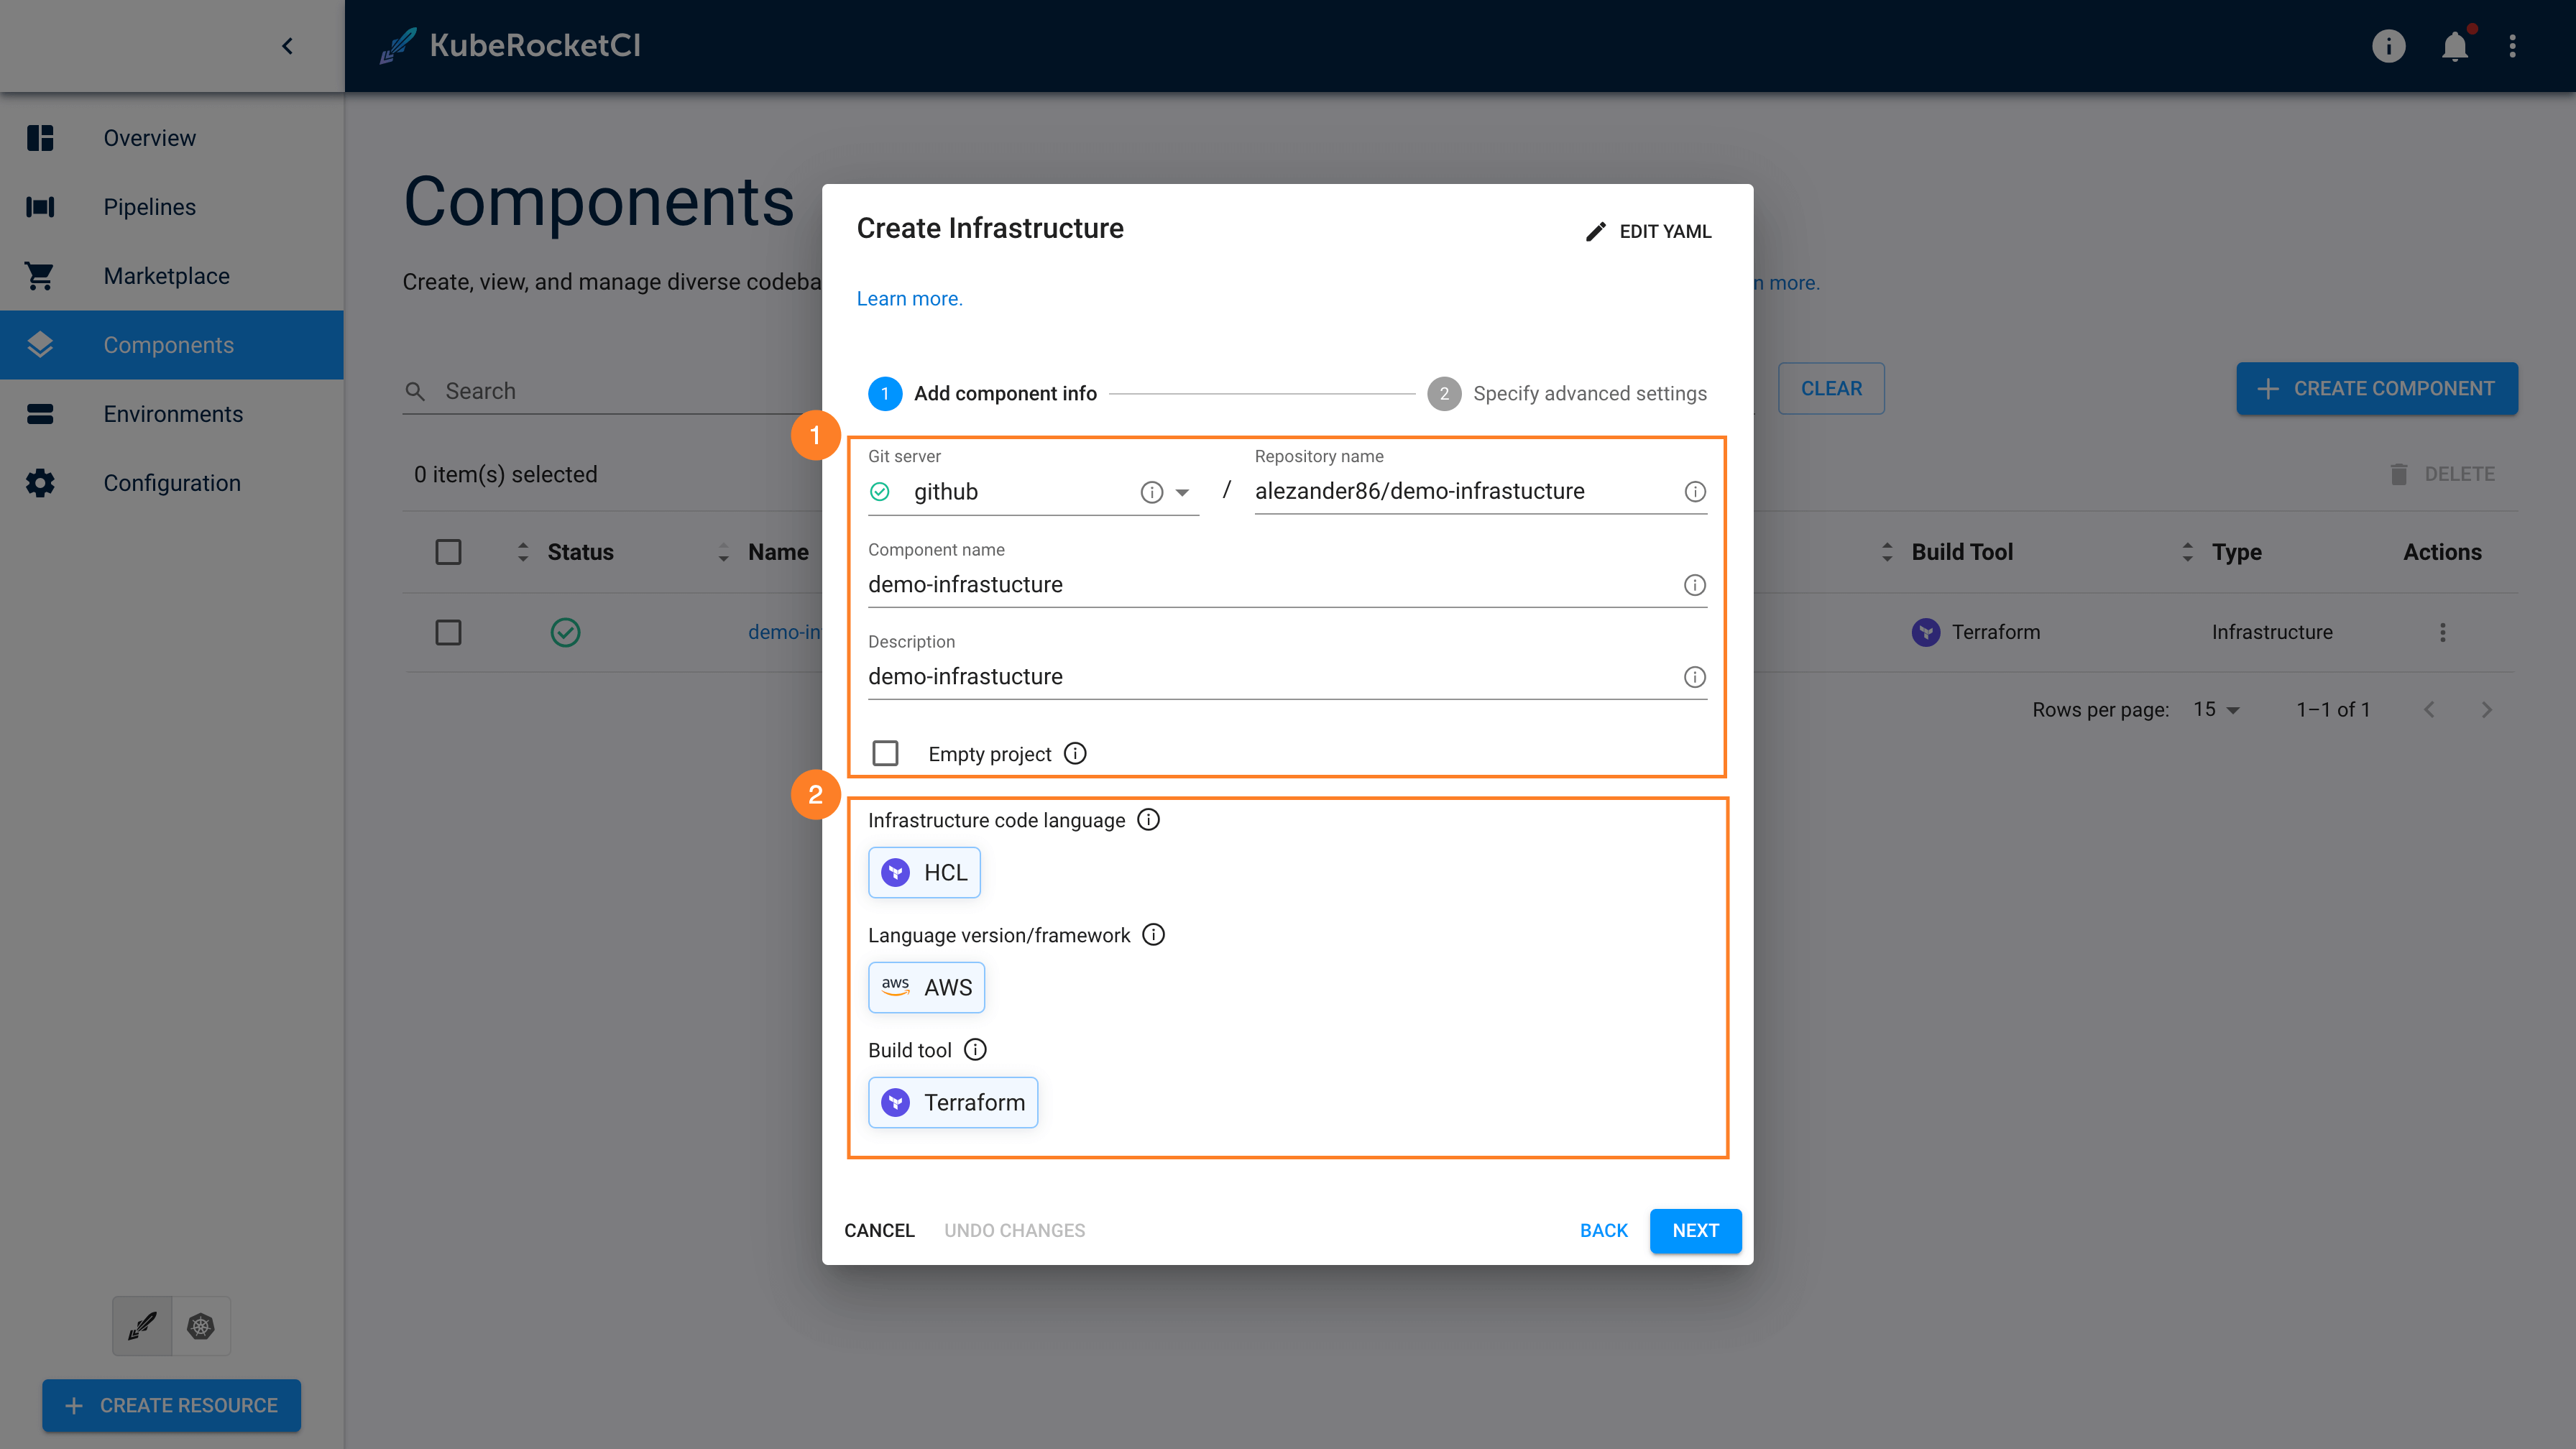 KubeRocketCI
Overview
Pipelines
Marketplace
Components
Environments
Configuration
CREATE RESOURCE
Components
Create, view, and manage diverse codeba
n more.
Search
CLEAR
CREATE COMPONENT
0 item(s) selected
DELETE
Status
Name
Build Tool
Type
Actions
demo-in
Terraform
Infrastructure
Rows per page: 15
1–1 of 1
Create Infrastructure
EDIT YAML
Learn more.
1 Add component info
2 Specify advanced settings
1
Git server
github
/
Repository name
alezander86/demo-infrastucture
Component name
demo-infrastucture
Description
demo-infrastucture
Empty project
2
Infrastructure code language
HCL
Language version/framework
aws AWS
Build tool
Terraform
CANCEL
UNDO CHANGES
BACK
NEXT